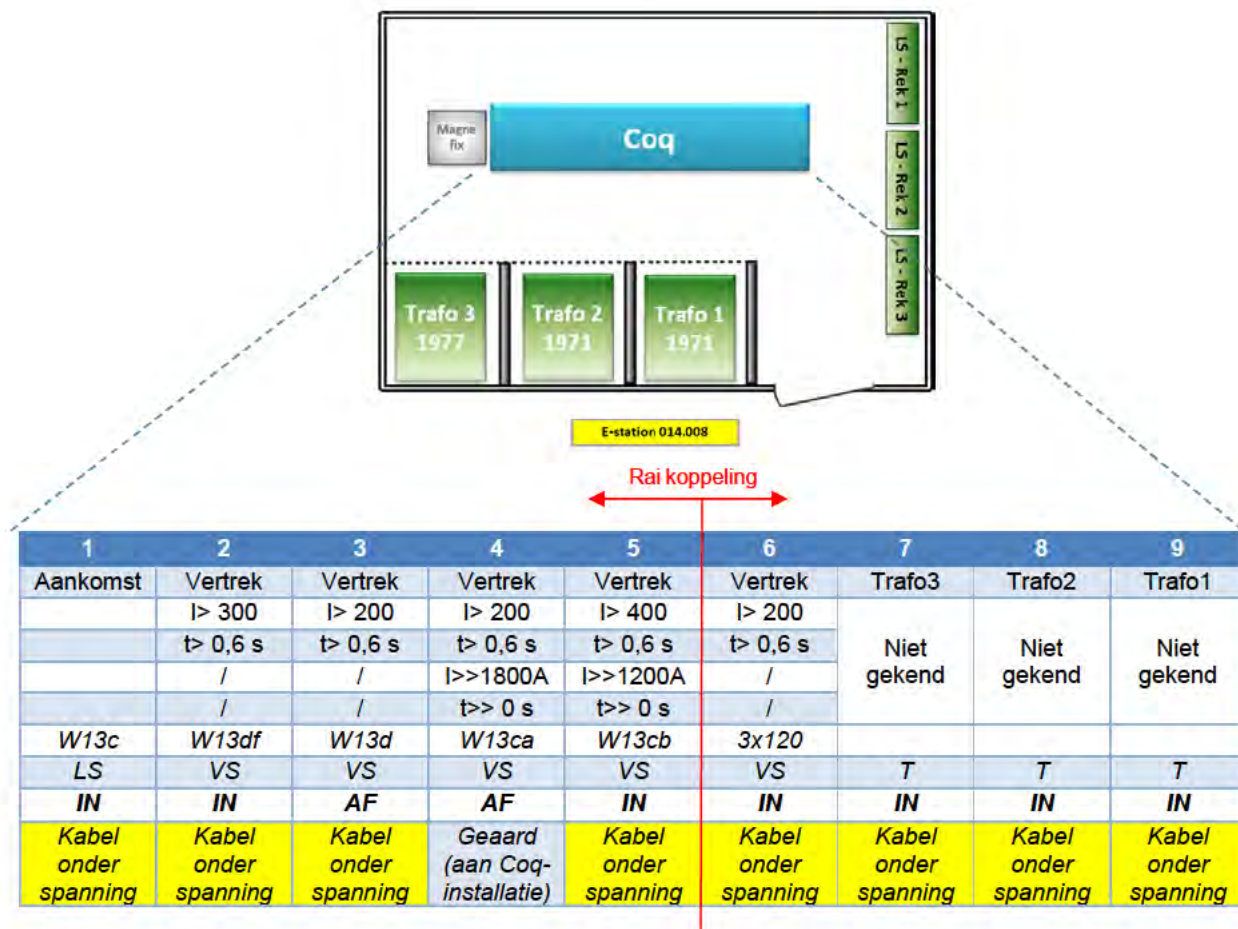 LS - Rek 1
Magne
fix
Coq
LS - Rek 2
LS - Rek 3
Trafo 3
1977
Trafo 2
1971
Trafo 1
1971
E-station 014.008
Rai koppeling
1 2 3 4 5 6 7 8 9
Aankomst Vertrek Vertrek Vertrek Vertrek Vertrek Trafo3 Trafo2 Trafo1
I> 300 I> 200 I> 200 I> 400 I> 200
t> 0,6 s t> 0,6 s t> 0,6 s t> 0,6 s t> 0,6 s Niet Niet Niet
/ / I>>1800A I>>1200A / gekend gekend gekend
/ / t>> 0 s t>> 0 s /
W13c W13df W13d W13ca W13cb 3x120
LS VS VS VS VS VS T T T
IN IN AF AF IN IN IN IN IN
Kabel Kabel Kabel Geaard Kabel Kabel Kabel Kabel Kabel
onder onder onder (aan Coq- onder onder onder onder onder
spanning spanning spanning installatie) spanning spanning spanning spanning spanning